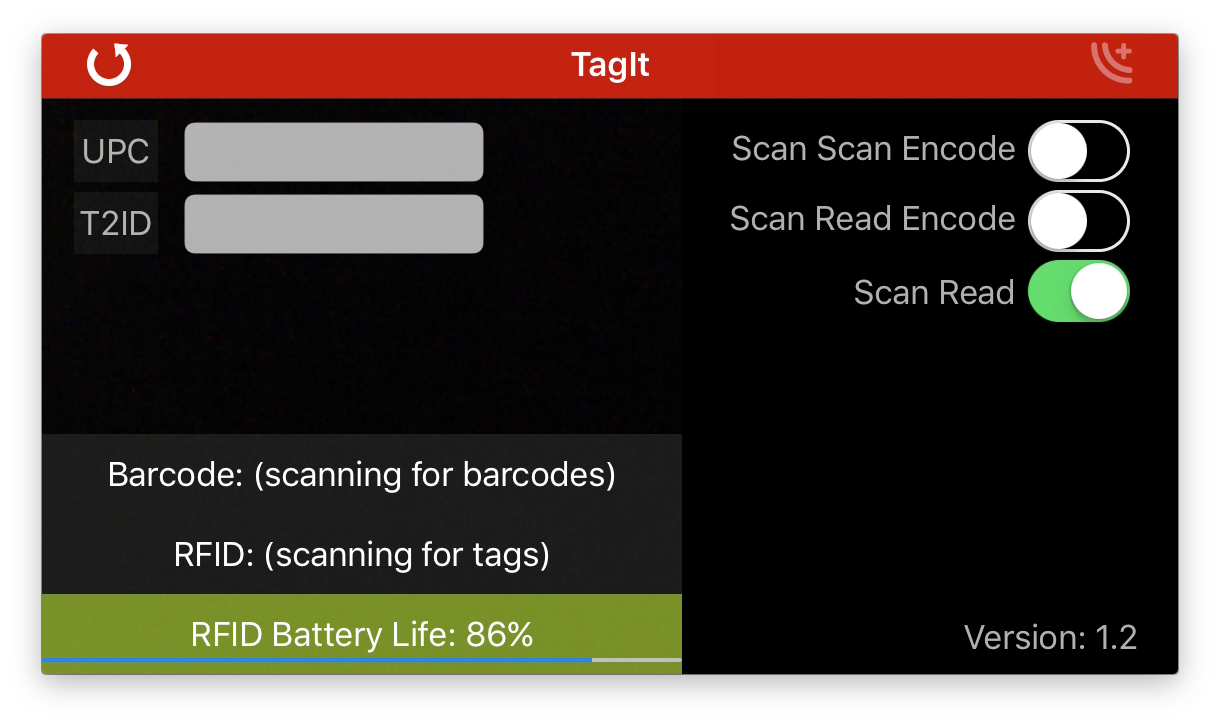 TagIt
UPC
T2ID
Scan Scan Encode
Scan Read Encode
Scan Read
Barcode: (scanning for barcodes)
RFID: (scanning for tags)
RFID Battery Life: 86%
Version: 1.2